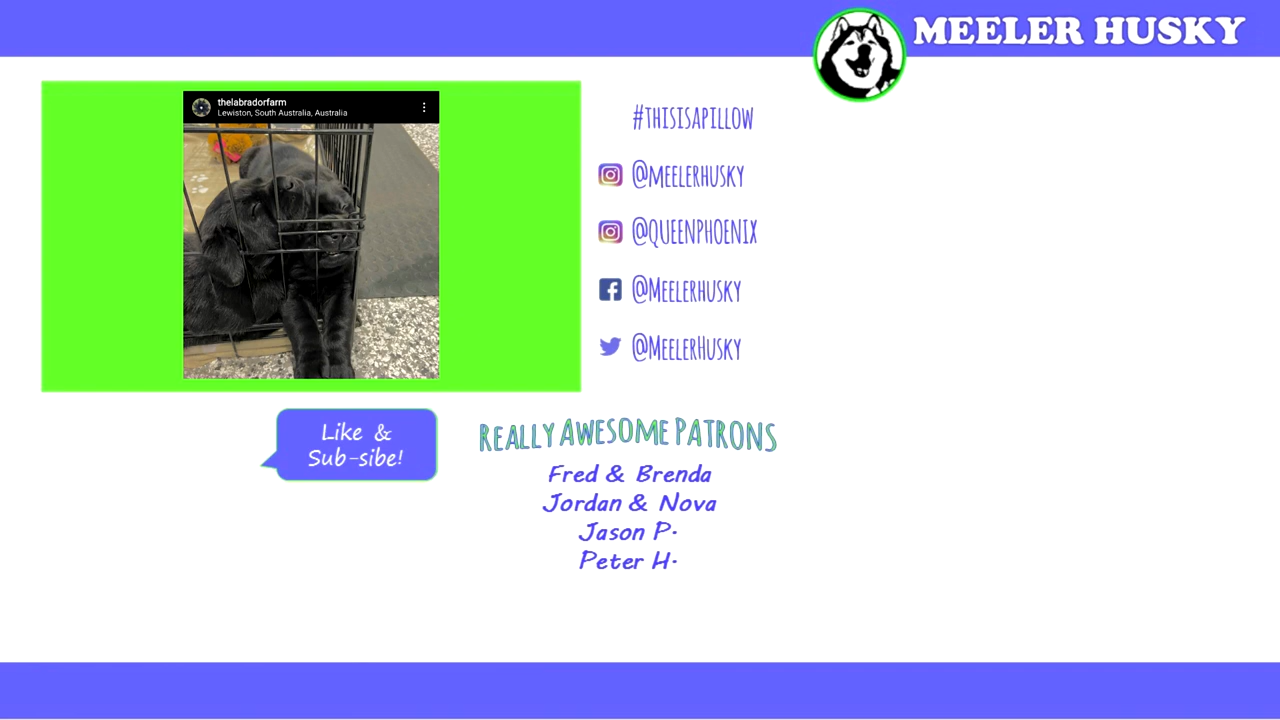 MEELER HUSKY
thelabradorfarm
Lewiston, South Australia, Australia
#THISISAPILLOW
@MEELERHUSKY
@QUEENPHOENIX
@MEELERHUSKY
@MEELERHUSKY
Like &
Sub-sibe!
REALLY AWESOME PATRONS
Fred & Brenda
Jordan & Nova
Jason P.
Peter H.